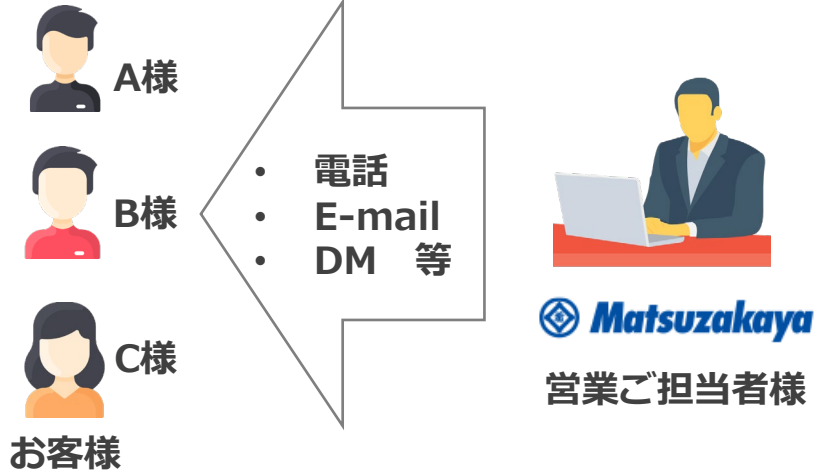 A様
B様
C様
お客様
• 電話
• E-mail
• DM 等
Matsuzakaya
営業ご担当者様